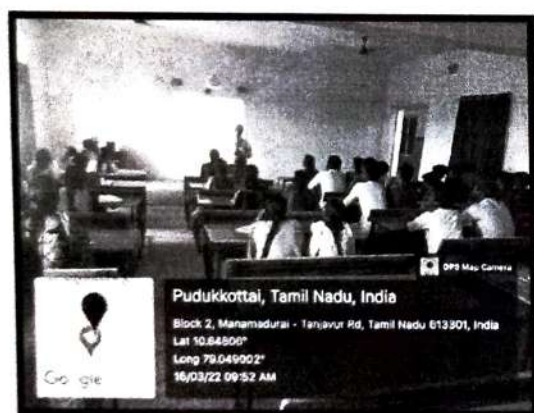 GPS Map Camera
Pudukkottai, Tamil Nadu, India
Block 2, Manamadurai - Tanjavur Rd, Tamil Nadu 613301, India
Lat 10.64806°
Long 79.049002°
16/03/22 09:52 AM
Google